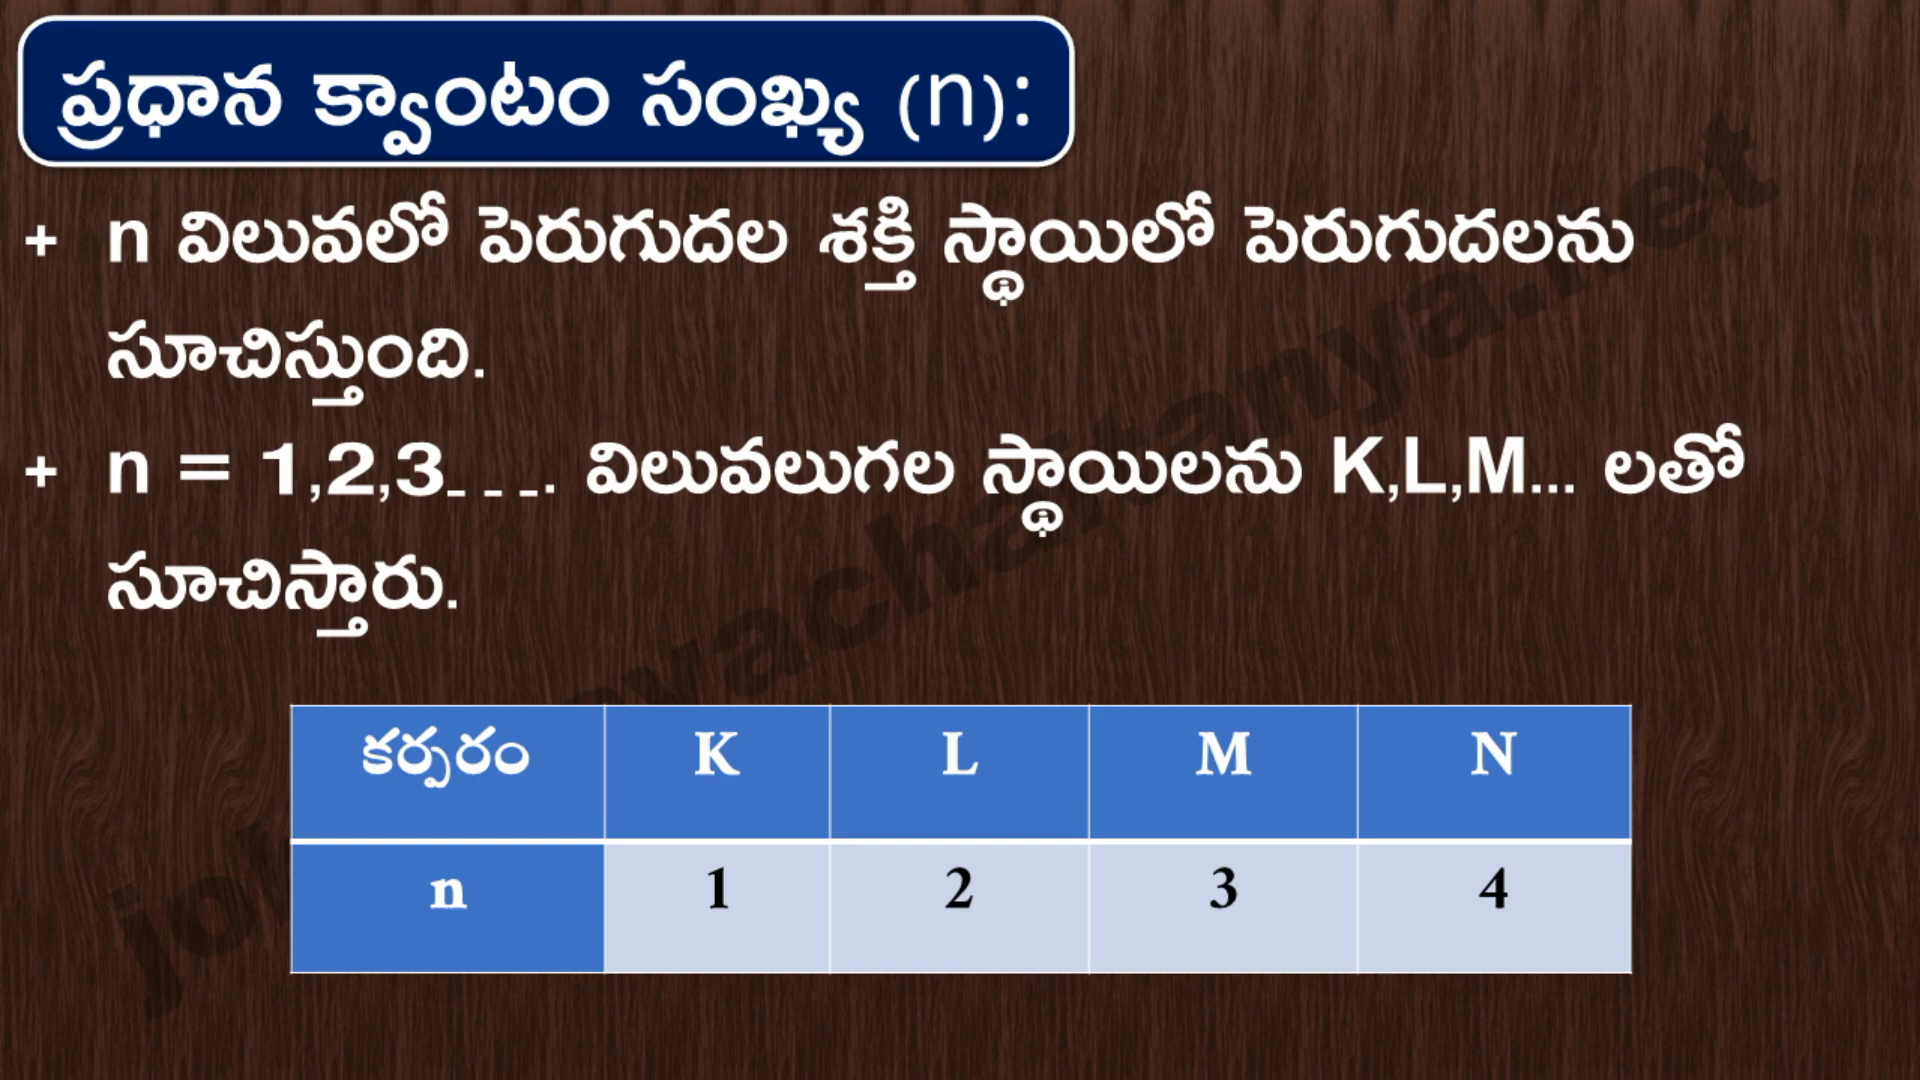 ప్రధాన క్వాంటం సంఖ్య (n):
+ n విలువలో పెరుగుదల శక్తి స్థాయిలో పెరుగుదలను
సూచిస్తుంది.
+ n = 1,2,3_ _ _. విలువలుగల స్థాయిలను K,L,M... లతో
సూచిస్తారు.
కర్పరం K L M N
n 1 2 3 4